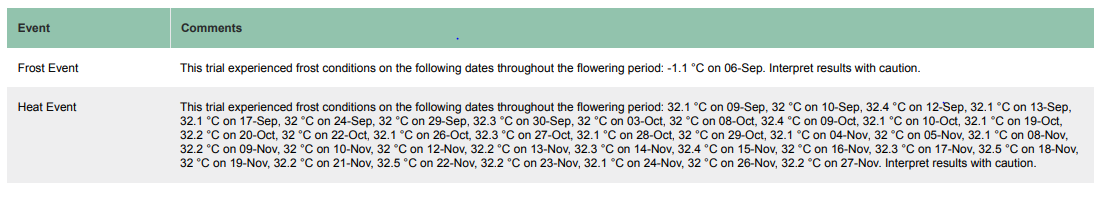 Event Comments
Frost Event This trial experienced frost conditions on the following dates throughout the flowering period: -1.1 °C on 06-Sep. Interpret results with caution.
Heat Event This trial experienced frost conditions on the following dates throughout the flowering period: 32.1 °C on 09-Sep, 32 °C on 10-Sep, 32.4 °C on 12-Sep, 32.1 °C on 13-Sep,
32.1 °C on 17-Sep, 32 °C on 24-Sep, 32 °C on 29-Sep, 32.3 °C on 30-Sep, 32 °C on 03-Oct, 32 °C on 08-Oct, 32.4 °C on 09-Oct, 32.1 °C on 10-Oct, 32.1 °C on 19-Oct,
32.2 °C on 20-Oct, 32 °C on 22-Oct, 32.1 °C on 26-Oct, 32.3 °C on 27-Oct, 32.1 °C on 28-Oct, 32 °C on 29-Oct, 32.1 °C on 04-Nov, 32 °C on 05-Nov, 32.1 °C on 08-Nov,
32.2 °C on 09-Nov, 32 °C on 10-Nov, 32 °C on 12-Nov, 32.2 °C on 13-Nov, 32.3 °C on 14-Nov, 32.4 °C on 15-Nov, 32 °C on 16-Nov, 32.3 °C on 17-Nov, 32.5 °C on 18-Nov,
32 °C on 19-Nov, 32.2 °C on 21-Nov, 32.5 °C on 22-Nov, 32.2 °C on 23-Nov, 32.1 °C on 24-Nov, 32 °C on 26-Nov, 32.2 °C on 27-Nov. Interpret results with caution.